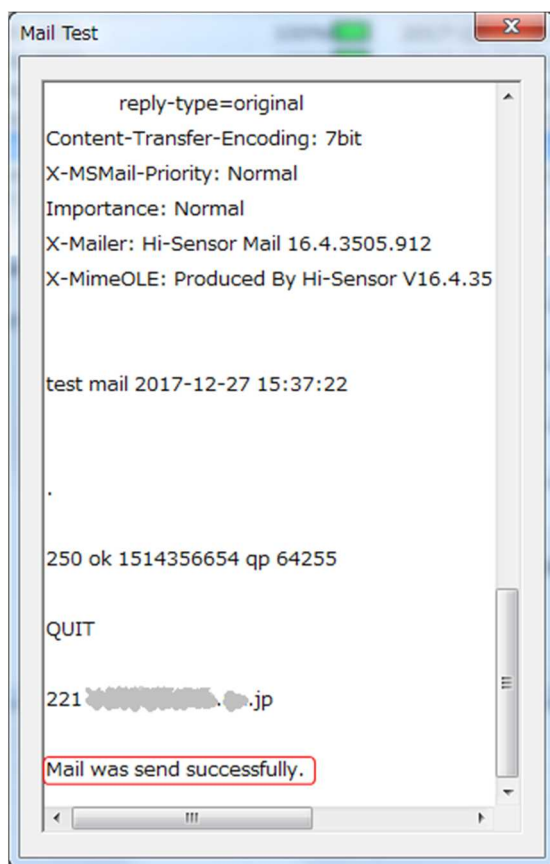 Mail Test
reply-type=original
Content-Transfer-Encoding: 7bit
X-MSMail-Priority: Normal
Importance: Normal
X-Mailer: Hi-Sensor Mail 16.4.3505.912
X-MimeOLE: Produced By Hi-Sensor V16.4.35
test mail 2017-12-27 15:37:22
.
250 ok 1514356654 qp 64255
QUIT
221 . .jp
Mail was send successfully.